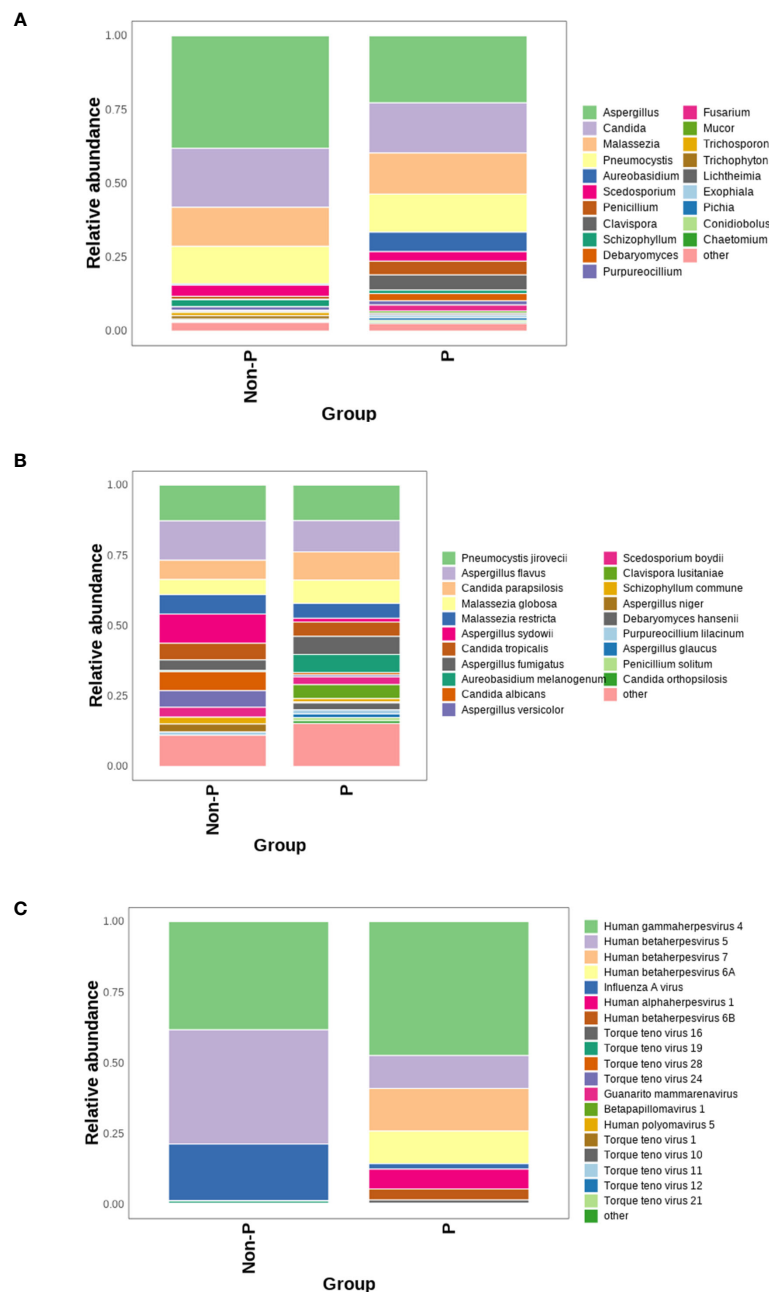 A
Relative abundance
1.00
0.75
0.50
0.25
0.00
Non-P
P
Group
Aspergillus
Candida
Malassezia
Pneumocystis
Aureobasidium
Scedosporium
Penicillium
Clavispora
Schizophyllum
Debaryomyces
Purpureocillium
Fusarium
Mucor
Trichosporon
Trichophyton
Lichtheimia
Exophiala
Pichia
Conidiobolus
Chaetomium
other
B
Relative abundance
1.00
0.75
0.50
0.25
0.00
Non-P
P
Group
Pneumocystis jirovecii
Aspergillus flavus
Candida parapsilosis
Malassezia globosa
Malassezia restricta
Aspergillus sydowii
Candida tropicalis
Aspergillus fumigatus
Aureobasidium melanogenum
Candida albicans
Aspergillus versicolor
Scedosporium boydii
Clavispora lusitaniae
Schizophyllum commune
Aspergillus niger
Debaryomyces hansenii
Purpureocillium lilacinum
Aspergillus glaucus
Penicillium solitum
Candida orthopsilosis
other
C
Relative abundance
1.00
0.75
0.50
0.25
0.00
Non-P
P
Group
Human gammaherpesvirus 4
Human betaherpesvirus 5
Human betaherpesvirus 7
Human betaherpesvirus 6A
Influenza A virus
Human alphaherpesvirus 1
Human betaherpesvirus 6B
Torque teno virus 16
Torque teno virus 19
Torque teno virus 28
Torque teno virus 24
Guanarito mammarenavirus
Betapapillomavirus 1
Human polyomavirus 5
Torque teno virus 1
Torque teno virus 10
Torque teno virus 11
Torque teno virus 12
Torque teno virus 21
other